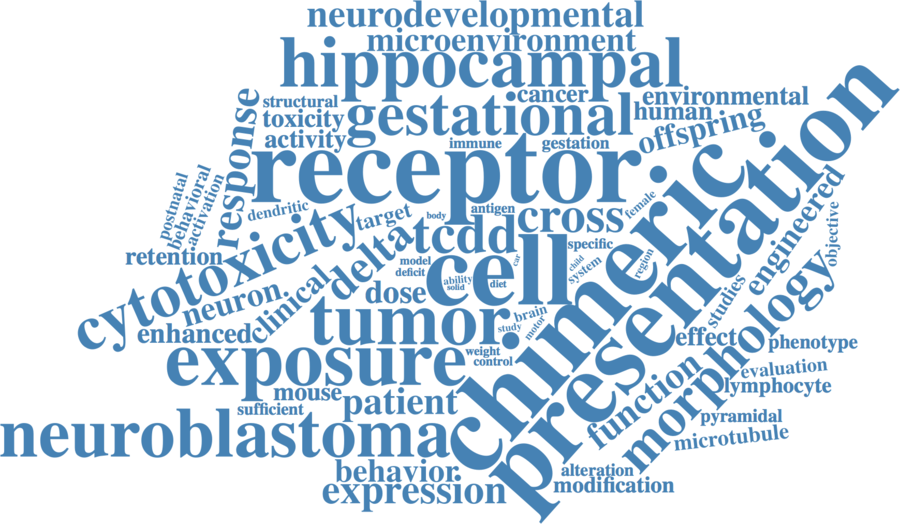 neurodevelopmental
microenvironment
hippocampal
cancer
environmental
structural
toxicity
gestational
human
activity
immune
gestation
offspring
response
receptor
postnatal
behavioral
activation
dendritic
target
body
antigen
cross
female
chimeric
presentation
engineered
objective
retention
cytotoxicity
delta
tcdd
specific
model
deficit
cell
car
child
system
region
neuron
clinical
dose
ability
solid
diet
studies
morphology
enhanced
tumor
brain
study
motor
effect
phenotype
exposure
weight
control
function
evaluation
lymphocyte
mouse
sufficient
patient
pyramidal
microtubule
neuroblastoma
behavior
expression
alteration
modification